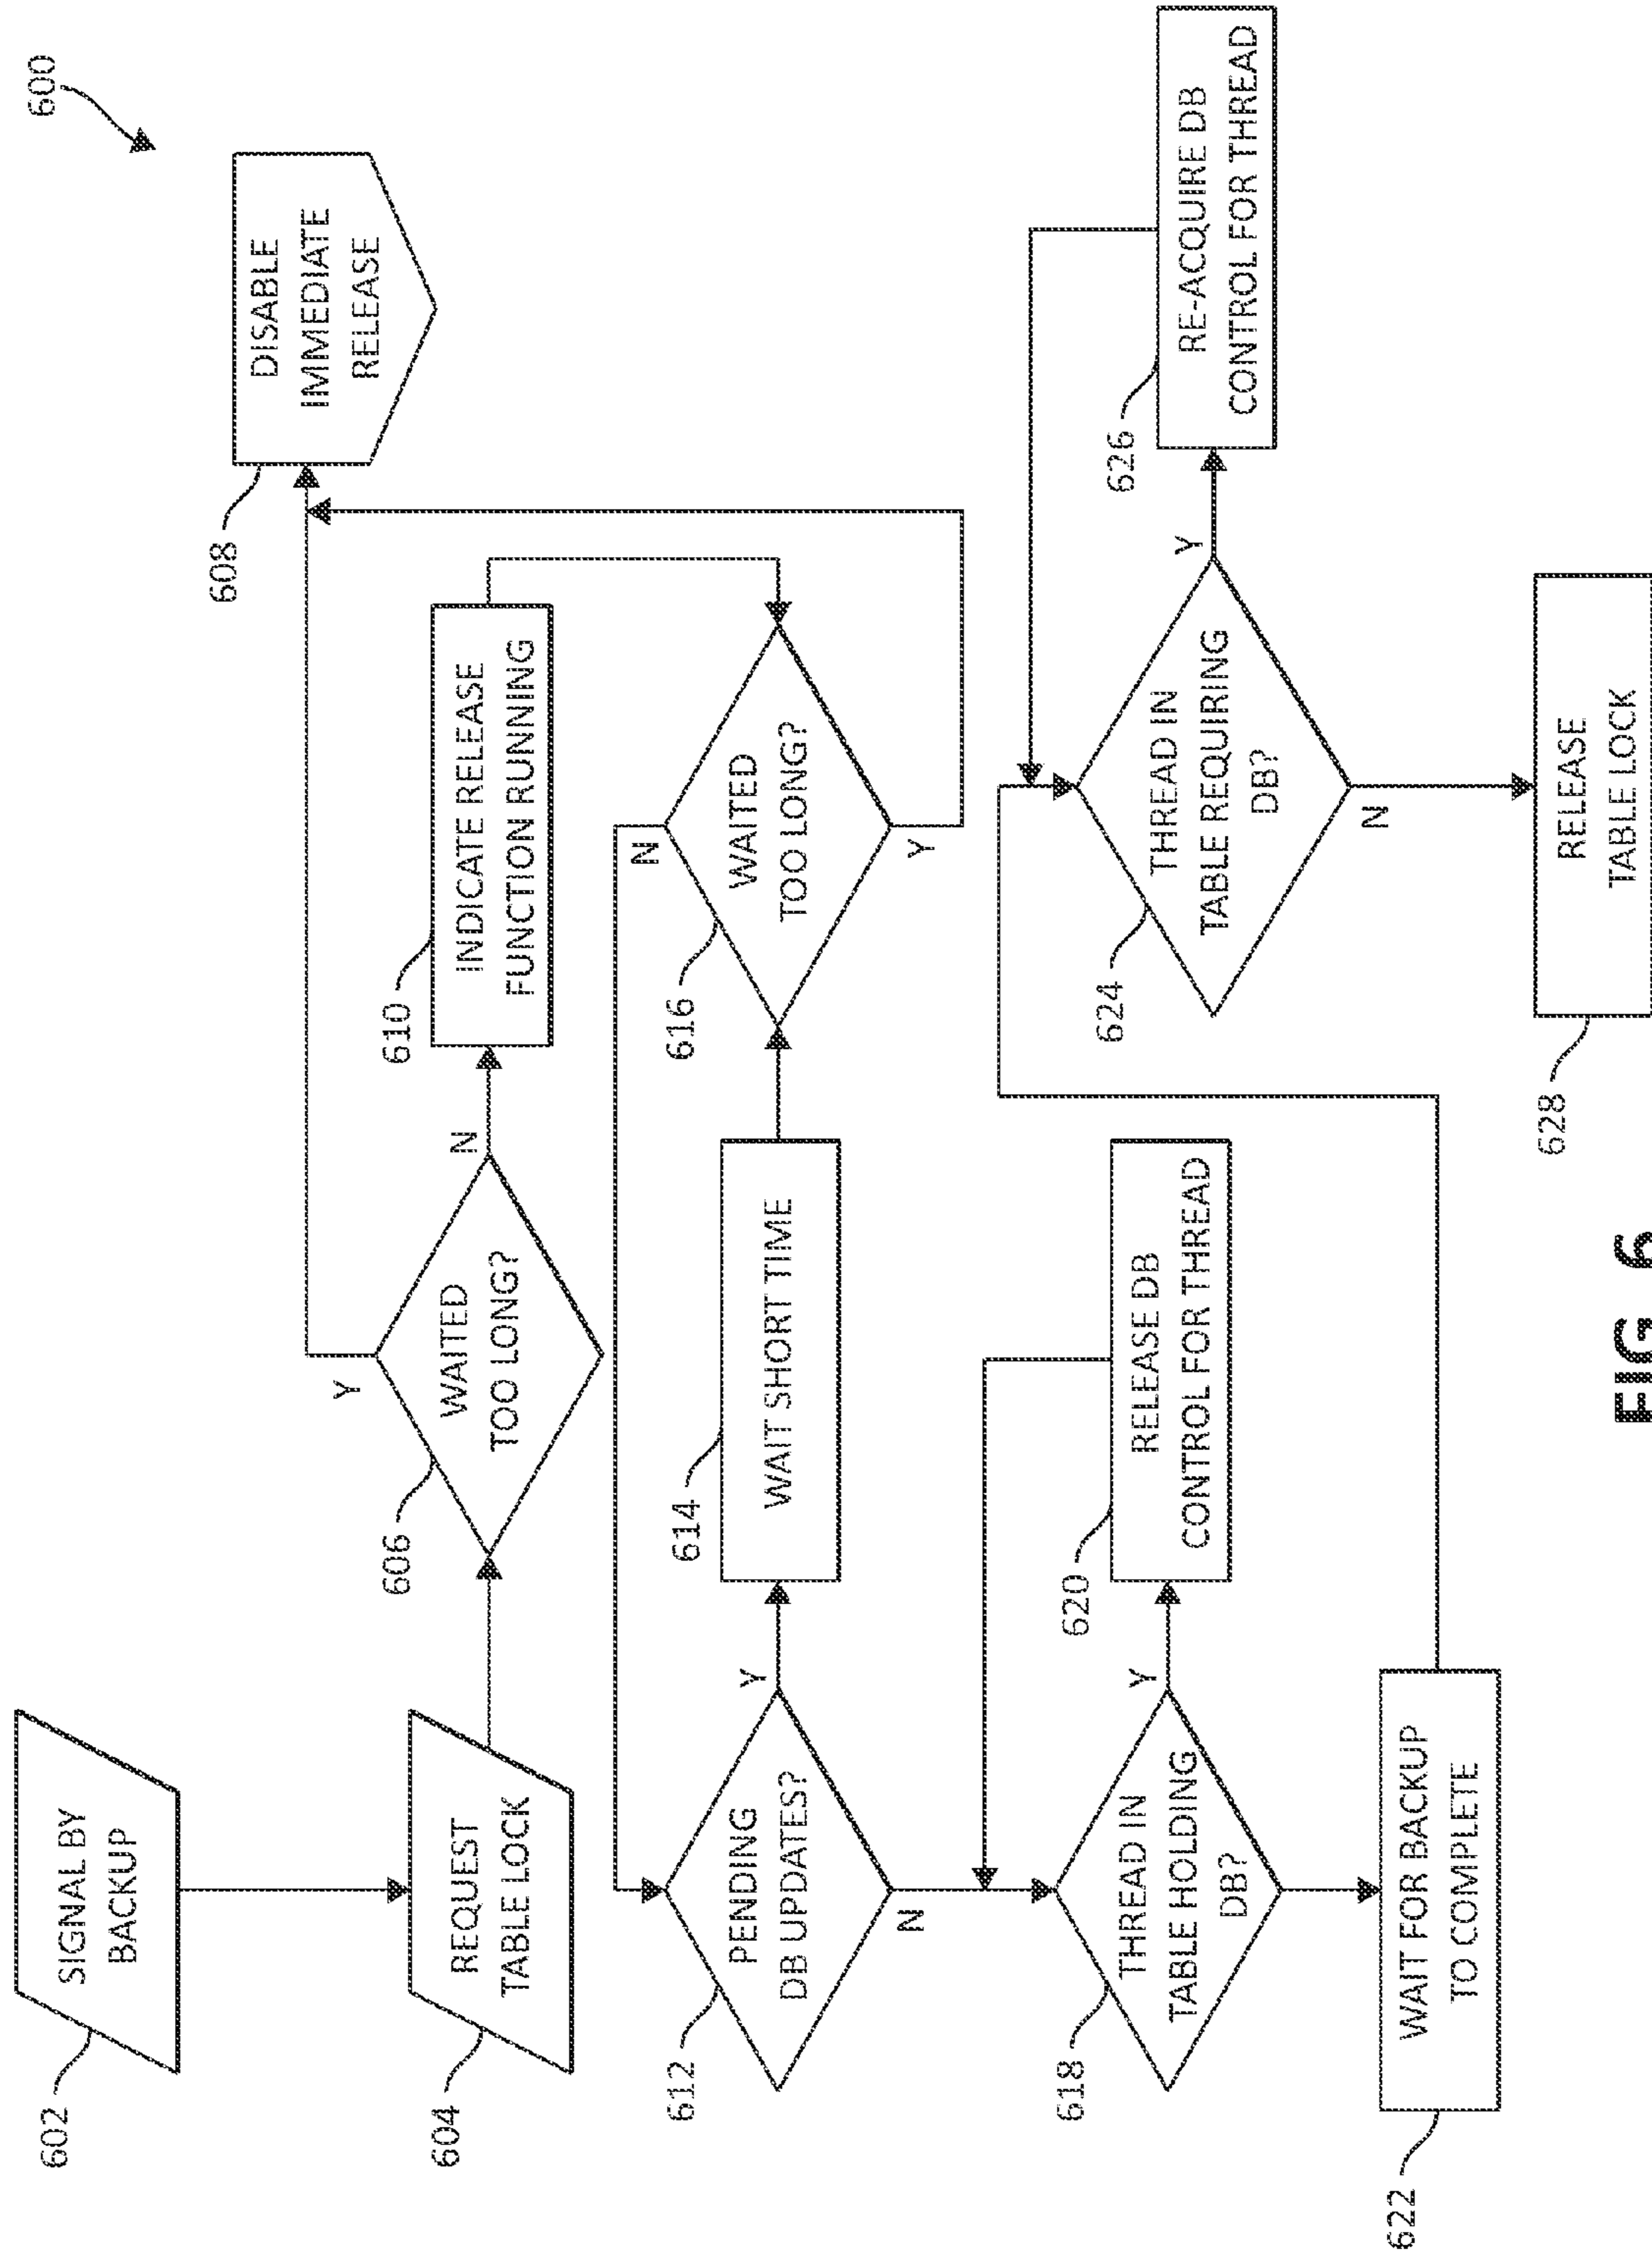 600
602
SIGNAL BY
BACKUP
604
REQUEST
TABLE LOCK
606
WAITED
TOO LONG?
Y
N
608
DISABLE
IMMEDIATE
RELEASE
610
INDICATE RELEASE
FUNCTION RUNNING
612
PENDING
DB UPDATES?
Y
N
614
WAIT SHORT TIME
616
WAITED
TOO LONG?
N
Y
618
THREAD IN
TABLE HOLDING
DB?
Y
620
RELEASE DB
CONTROL FOR THREAD
622
WAIT FOR BACKUP
TO COMPLETE
624
THREAD IN
TABLE REQUIRING
DB?
Y
N
626
RE-ACQUIRE DB
CONTROL FOR THREAD
628
RELEASE
TABLE LOCK
FIG. 6